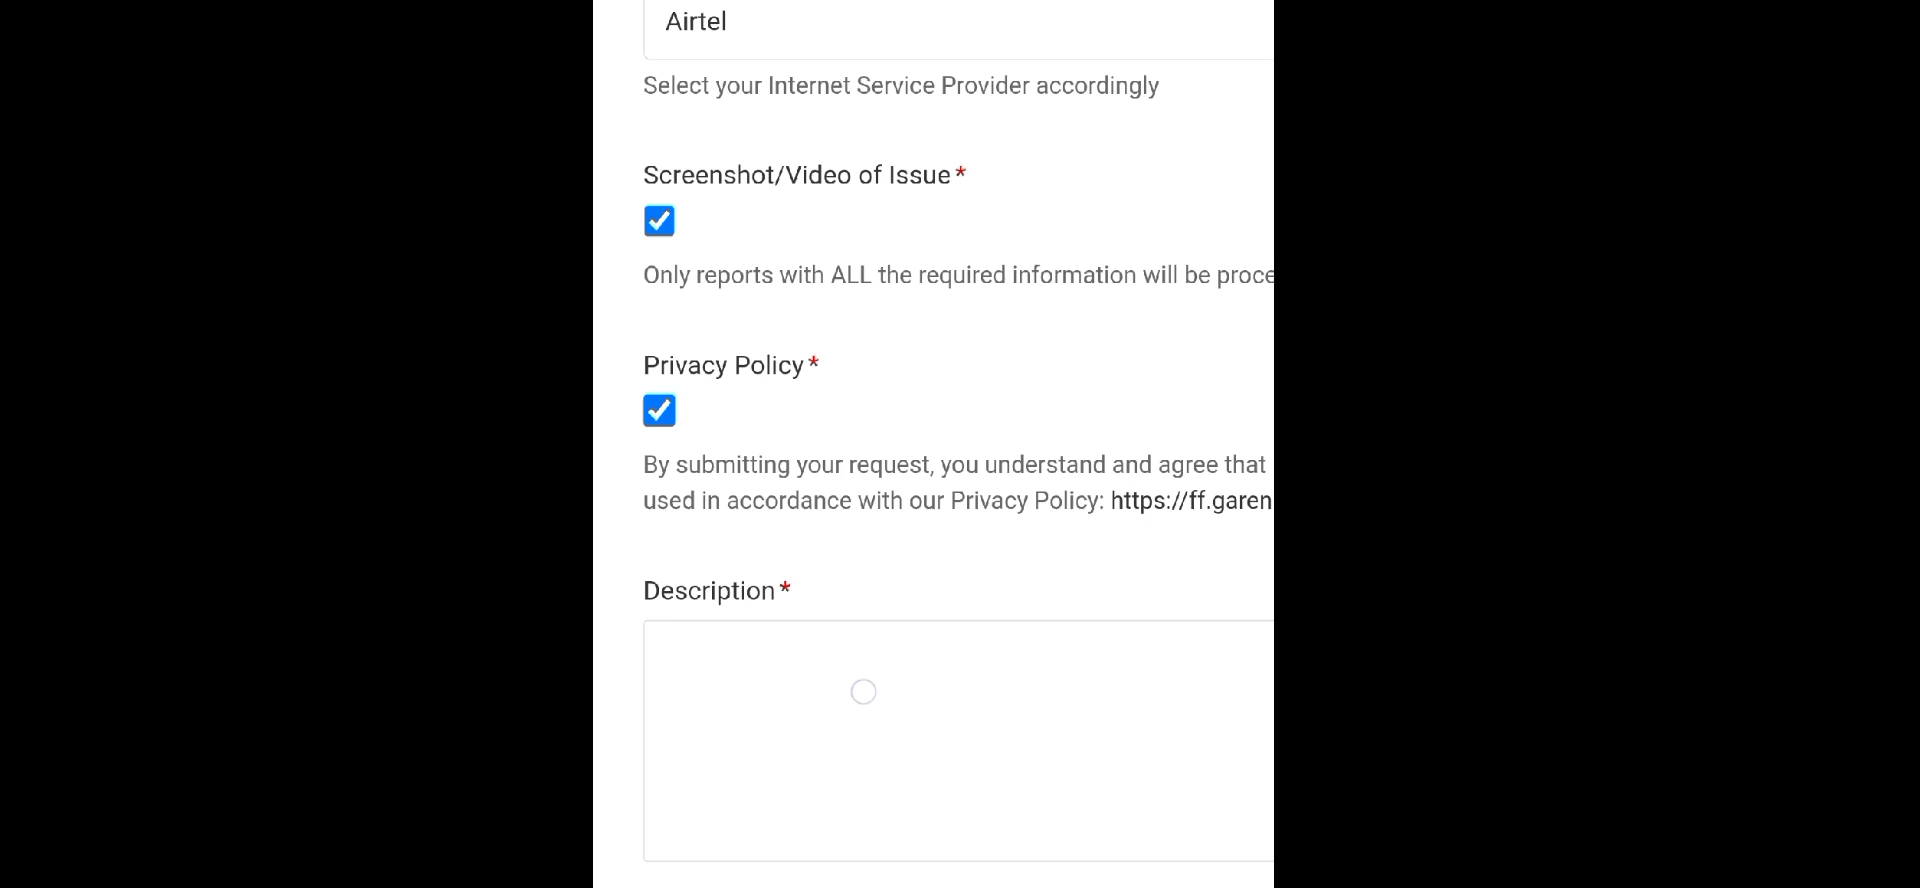 Airtel
Select your Internet Service Provider accordingly
Screenshot/Video of Issue*
Only reports with ALL the required information will be proce
Privacy Policy*
By submitting your request, you understand and agree that
used in accordance with our Privacy Policy: https://ff.garen
Description*